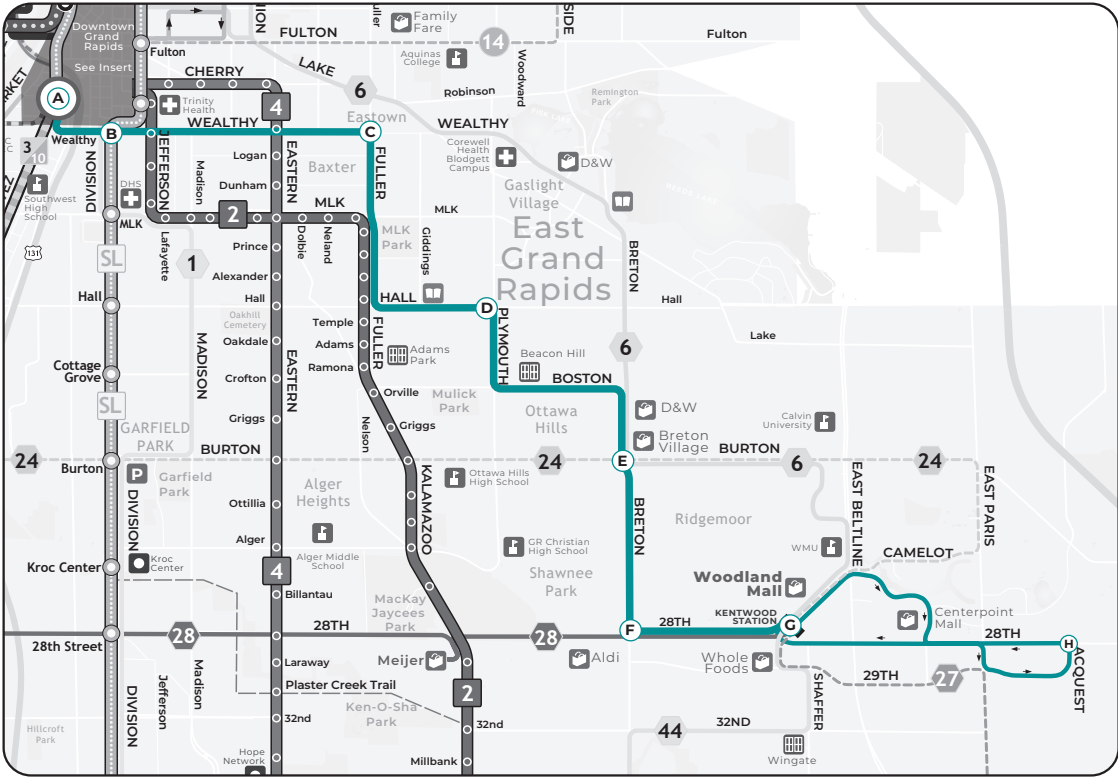 Downtown
Grand
Rapids
See Insert
Fulton
FULTON
Family
Fare
SIDE
14
Fulton
Aquinas
College
CHERRY
LAKE
Woodward
Robinson
Remington
Park
RKET
A
Trinity
Health
4
6
Eastown
Wealthy
B
WEALTHY
C
WEALTHY
3
10
JEFFERSON
Logan
EASTERN
Baxter
FULLER
Corewell
Health
Blodgett
Campus
D&W
Southwest
High
School
DIVISION
DHS
Madison
Dunham
Gaslight
Village
MLK
2
MLK
MLK
131
Lafayette
Prince
Dolbie
Neland
MLK
Park
Giddings
East
Grand
Rapids
BRETON
SL
1
Alexander
Hall
Hall
HALL
D
Hall
Oakhill
Cemetery
Temple
Oakdale
Adams
FULLER
Adams
Park
PLYMOUTH
Lake
6
Ramona
Beacon Hill
Cottage
Grove
MADISON
EASTERN
Crofton
Orville
BOSTON
SL
Mulick
Park
Ottawa
Hills
D&W
Griggs
Nelson
Griggs
Calvin
University
GARFIELD
PARK
Breton
Village
24
Burton
BURTON
24
E
BURTON
6
24
P
Garfield
Park
DIVISION
Alger
Heights
KALAMAZOO
Ottawa Hills
High School
EAST BELTLINE
EAST PARIS
Ottillia
BRETON
Ridgemoor
Alger
Alger Middle
School
GR Christian
High School
WMU
CAMELOT
Kroc Center
Kroc
Center
4
Shawnee
Park
Woodland
Mall
Billantau
MacKay
Jaycees
Park
KENTWOOD
STATION
G
Centerpoint
Mall
28th Street
28
28TH
28
F
28TH
28TH
H
Laraway
Meijer
Aldi
Whole
Foods
ACQUEST
Madison
Jefferson
DIVISION
Plaster Creek Trail
2
SHAFFER
29TH
27
32nd
Ken-O-Sha
Park
32nd
44
32ND
Hillcroft
Park
Hope
Network
Millbank
Wingate